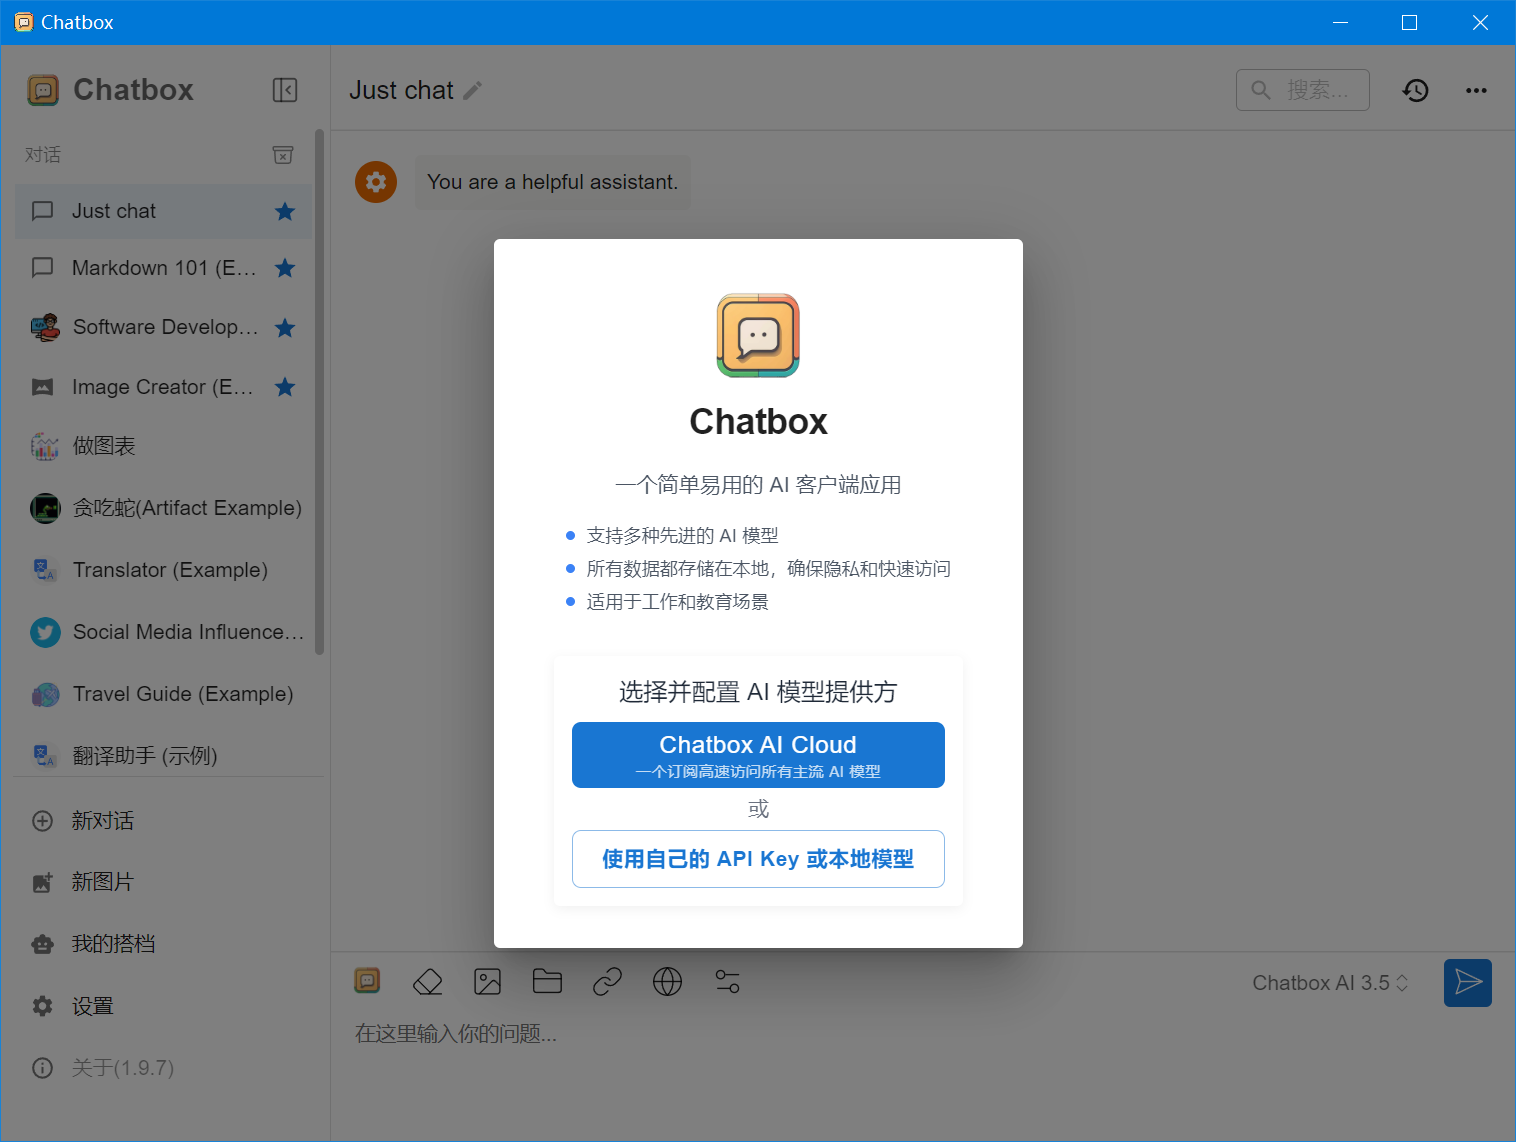 Chatbox
Chatbox
对话
Just chat
Markdown 101 (E...
Software Develop...
Image Creator (E...
做图表
贪吃蛇(Artifact Example)
Translator (Example)
Social Media Influence...
Travel Guide (Example)
翻译助手 (示例)
新对话
新图片
我的搭档
设置
关于(1.9.7)
Just chat
搜索...
You are a helpful assistant.
Chatbox
一个简单易用的 AI 客户端应用
支持多种先进的 AI 模型
所有数据都存储在本地，确保隐私和快速访问
适用于工作和教育场景
选择并配置 AI 模型提供方
Chatbox AI Cloud
一个订阅高速访问所有主流 AI 模型
或
使用自己的 API Key 或本地模型
Chatbox AI 3.5
在这里输入你的问题...